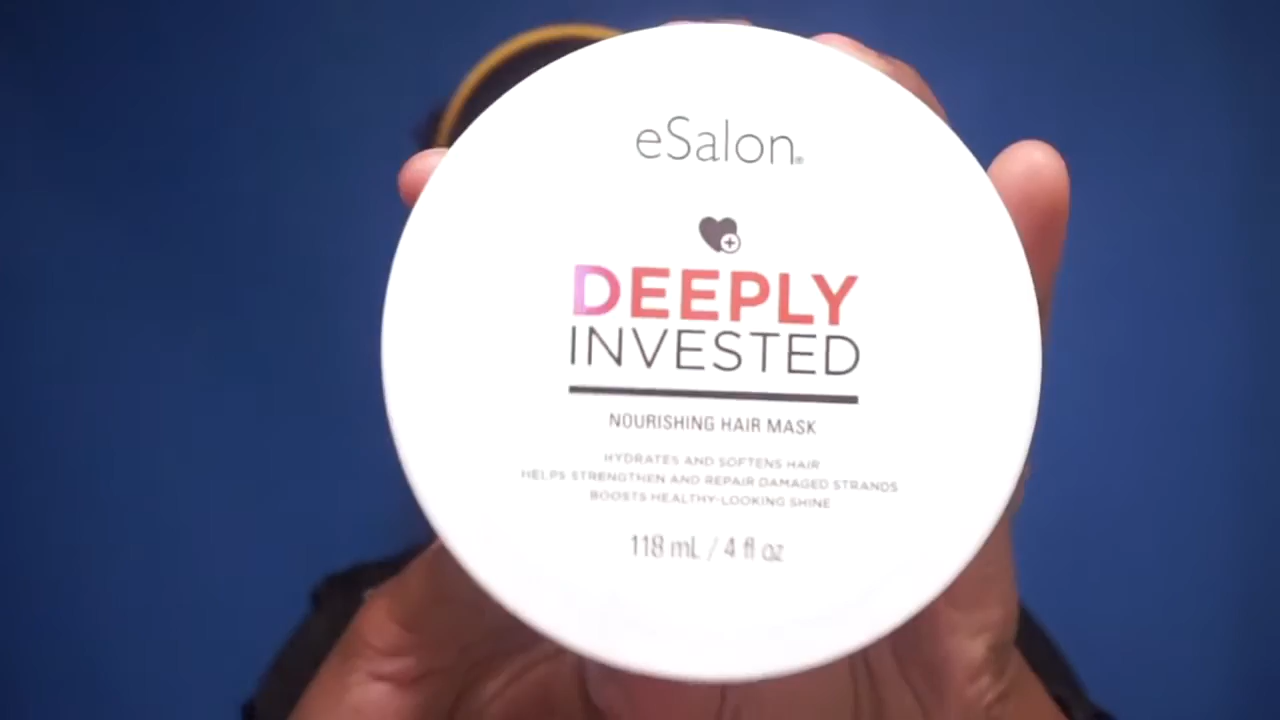 eSalon®
DEEPLY
INVESTED
NOURISHING HAIR MASK
HYDRATES AND SOFTENS HAIR
HELPS STRENGTHEN AND REPAIR DAMAGED STRANDS
BOOSTS HEALTHY-LOOKING SHINE
118 mL / 4 fl oz